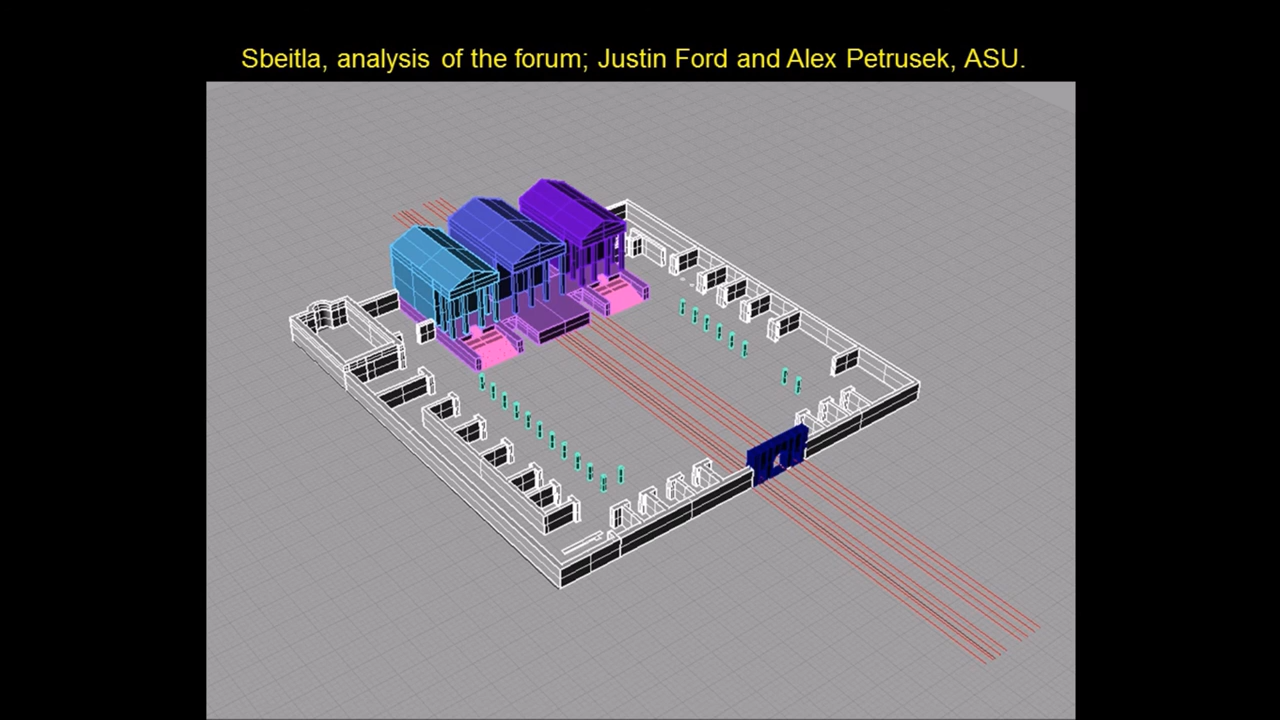 Sbeitla, analysis of the forum; Justin Ford and Alex Petrusek, ASU.